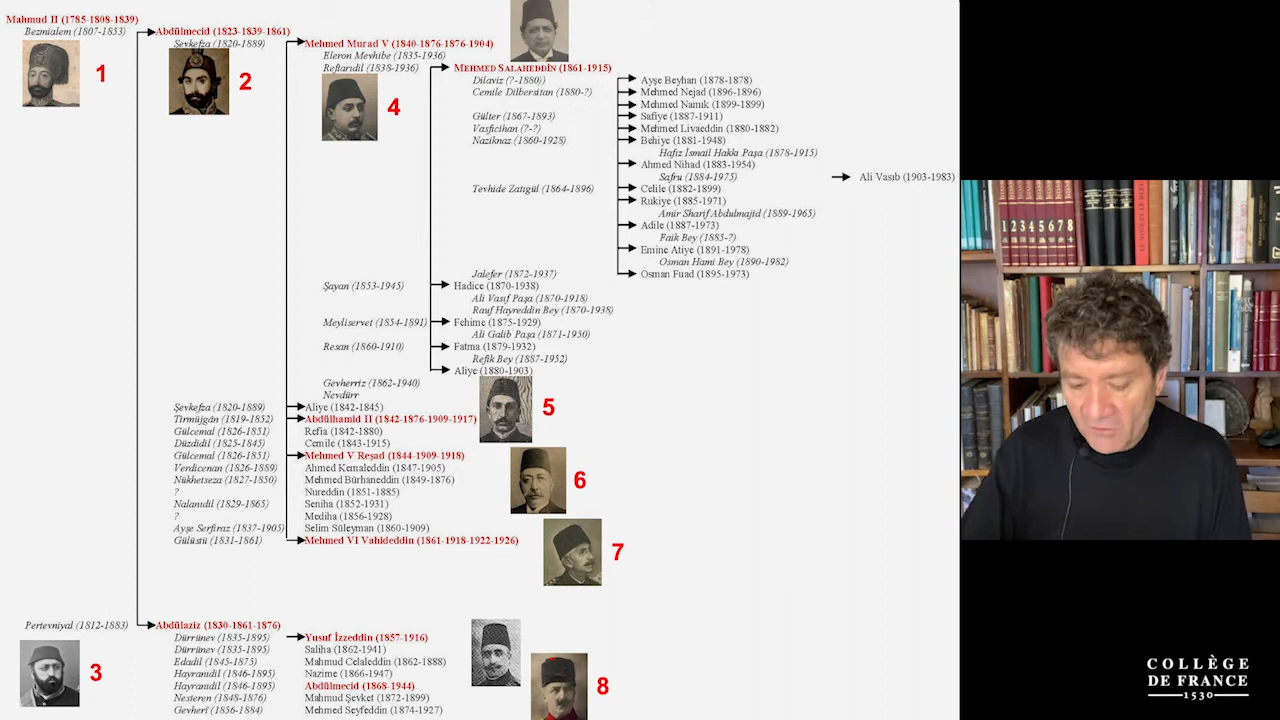 Mahmud II (1785-1808-1839)
Bezmialem (1807-1853)
1
Abdülmecid (1823-1839-1861)
Şevkefza (1820-1889)
2
Mehmed Murad V (1840-1876-1876-1904)
Eleron Mevhibe (1835-1936)
Reftarıdil (1838-1936)
4
MEHMED SALAHEDDİN (1861-1915)
Dilaviz (?-1880))
Cemile Dilbersitan (1880-?)
Gülter (1867-1893)
Vasficihan (?-?)
Naziknaz (1860-1928)
Tevhide Zatıgül (1864-1896)
Jalefer (1872-1937)
Ayşe Beyhan (1878-1878)
Mehmed Nejad (1896-1896)
Mehmed Namık (1899-1899)
Safiye (1887-1911)
Mehmed Livaeddin (1880-1882)
Behiye (1881-1948)
Hafız İsmail Hakkı Paşa (1878-1915)
Ahmed Nihad (1883-1954)
Safru (1884-1975)
Ali Vasıb (1903-1983)
Celile (1882-1899)
Rukiye (1885-1971)
Amir Sharif Abdulmajid (1889-1965)
Adile (1887-1973)
Faik Bey (1885-?)
Emine Atiye (1891-1978)
Osman Hami Bey (1890-1982)
Osman Fuad (1895-1973)
Şayan (1853-1945)
Hadice (1870-1938)
Ali Vasıf Paşa (1870-1918)
Rauf Hayreddin Bey (1870-1938)
Meyliservet (1854-1891)
Fehime (1875-1929)
Ali Galib Paşa (1871-1950)
Resan (1860-1910)
Fatma (1879-1932)
Refik Bey (1887-1952)
Aliye (1880-1903)
Gevherriz (1862-1940)
Nevdürr
5
Şevkefza (1820-1889)
Aliye (1842-1845)
Tirmüjgân (1819-1852)
Abdülhamid II (1842-1876-1909-1917)
Gülcemal (1826-1851)
Refia (1842-1880)
Düzdidil (1825-1845)
Cemile (1843-1915)
Gülcemal (1826-1851)
Mehmed V Reşad (1844-1909-1918)
6
Verdicenan (1826-1889)
Ahmed Kemaleddin (1847-1905)
Nükhetseza (1827-1850)
Mehmed Bürhaneddin (1849-1876)
?
Nureddin (1851-1885)
Nalanıdil (1829-1865)
Seniha (1852-1931)
?
Mediha (1856-1928)
Ayşe Serfiraz (1837-1905)
Selim Süleyman (1860-1909)
Gülüstü (1831-1861)
Mehmed VI Vahideddin (1861-1918-1922-1926)
7
Pertevniyal (1812-1883)
3
Abdülaziz (1830-1861-1876)
Dürrünev (1835-1895)
Yusuf İzzeddin (1857-1916)
Dürrünev (1835-1895)
Saliha (1862-1941)
Edadil (1845-1875)
Mahmud Celaleddin (1862-1888)
Hayranıdil (1846-1895)
Nazime (1866-1947)
Hayranıdil (1846-1895)
Abdülmecid (1868-1944)
Nesteren (1848-1876)
Mahmud Şevket (1872-1899)
Gevherî (1856-1884)
Mehmed Seyfeddin (1874-1927)
8
1 2 3 4 5 6 7 8
COLLÈGE
DE FRANCE
1530